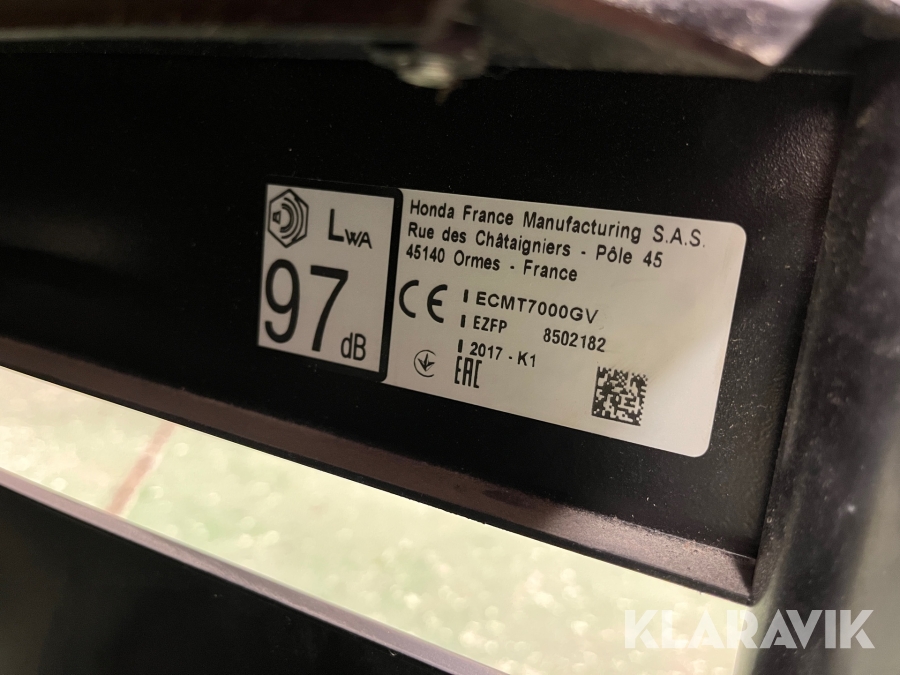 LWA
97 dB
Honda France Manufacturing S.A.S.
Rue des Châtaigniers - Pôle 45
45140 Ormes - France
CE
ECMT7000GV
EZFP 8502182
2017 - K1
EAC
KLARAVIK